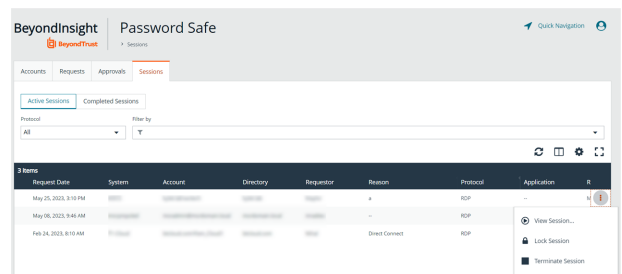 BeyondInsight
BeyondTrust
Password Safe
› Sessions
Quick Navigation
Accounts Requests Approvals Sessions
Active Sessions Completed Sessions
Protocol Filter by
All
3 items
Request Date System Account Directory Requestor Reason Protocol Application R
May 25, 2023, 3:10 PM a RDP -- M
May 08, 2023, 9:46 AM -- RDP
Feb 24, 2023, 8:10 AM Direct Connect RDP
View Session...
Lock Session
Terminate Session